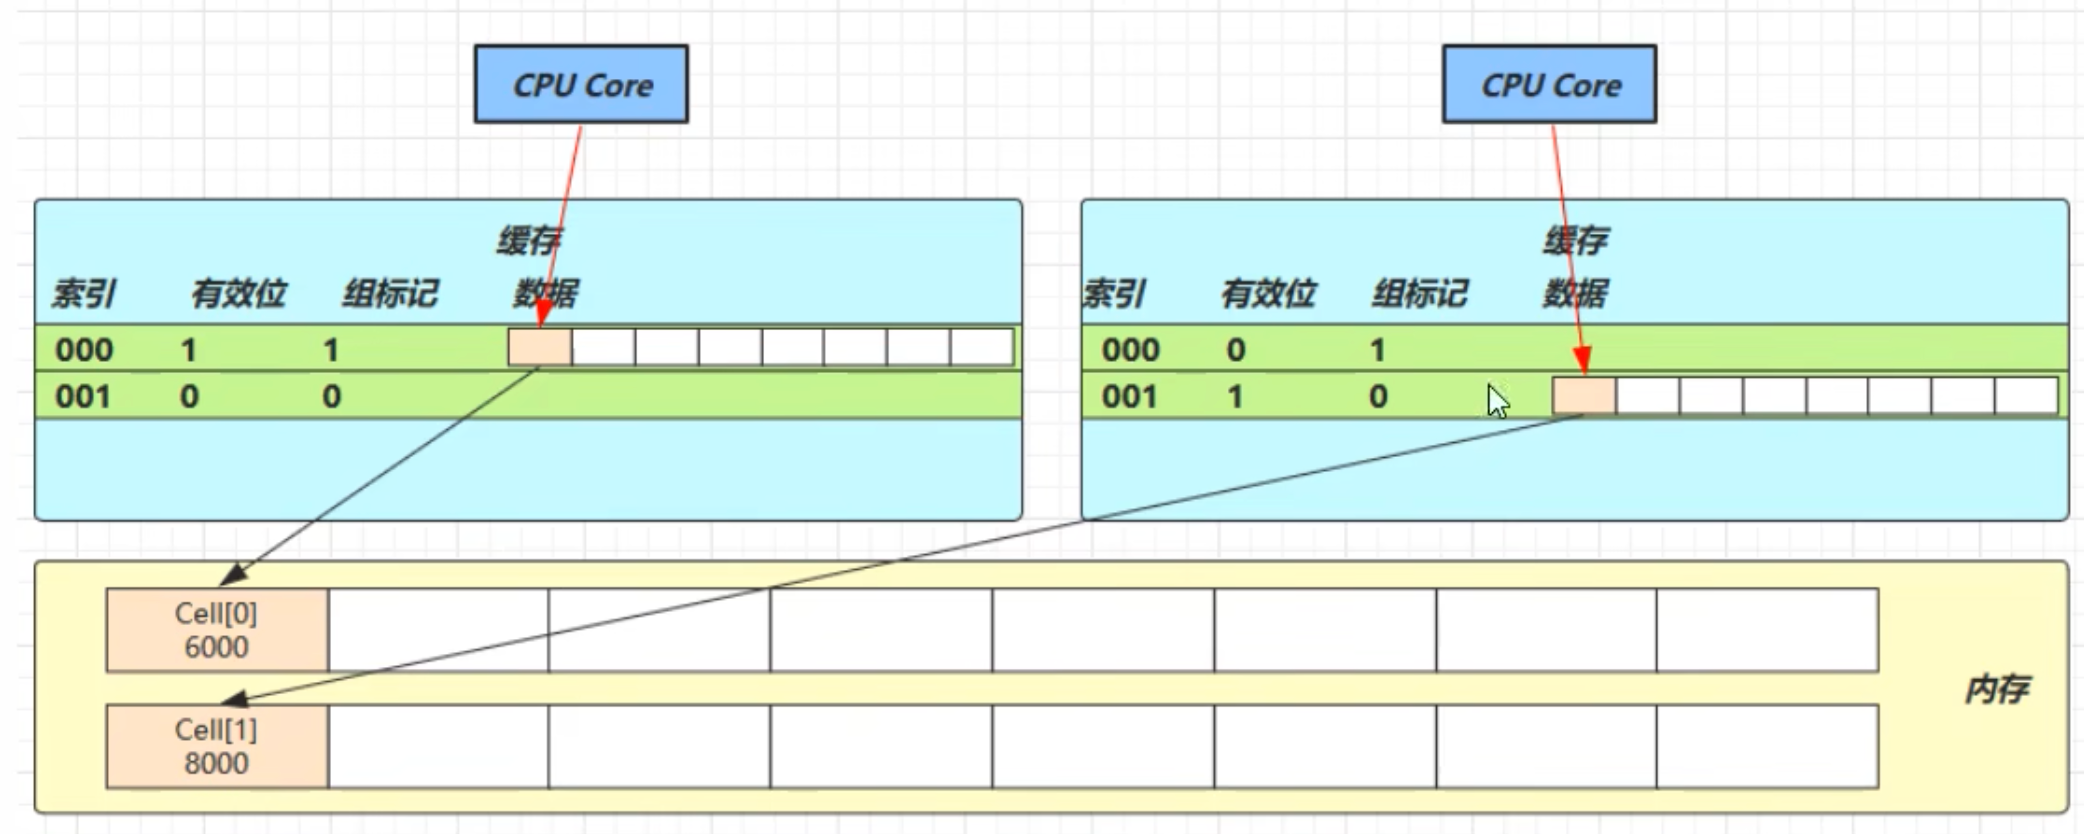 CPU Core
CPU Core
缓存
索引 有效位 组标记 数据
000 1 1
001 0 0
缓存
索引 有效位 组标记 数据
000 0 1
001 1 0
Cell[0]
6000
Cell[1]
8000
内存